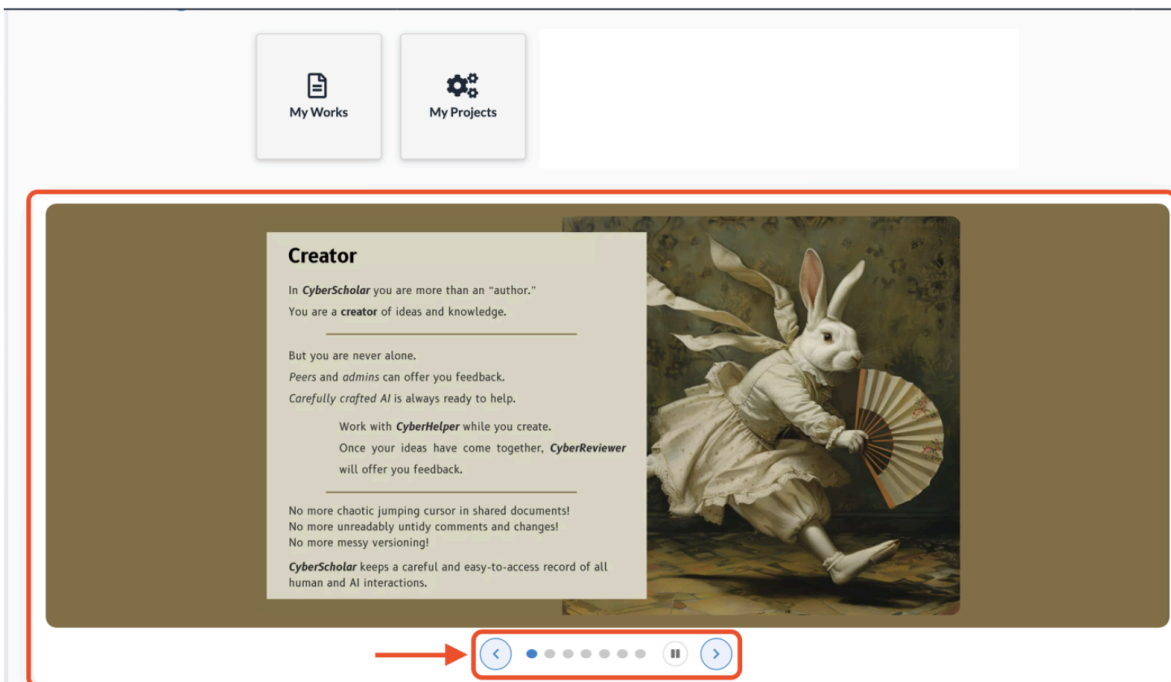 My Works
My Projects
Creator
In CyberScholar you are more than an "author."
You are a creator of ideas and knowledge.
But you are never alone.
Peers and admins can offer you feedback.
Carefully crafted AI is always ready to help.
Work with CyberHelper while you create.
Once your ideas have come together, CyberReviewer
will offer you feedback.
No more chaotic jumping cursor in shared documents!
No more unreadably untidy comments and changes!
No more messy versioning!
CyberScholar keeps a careful and easy-to-access record of all
human and AI interactions.